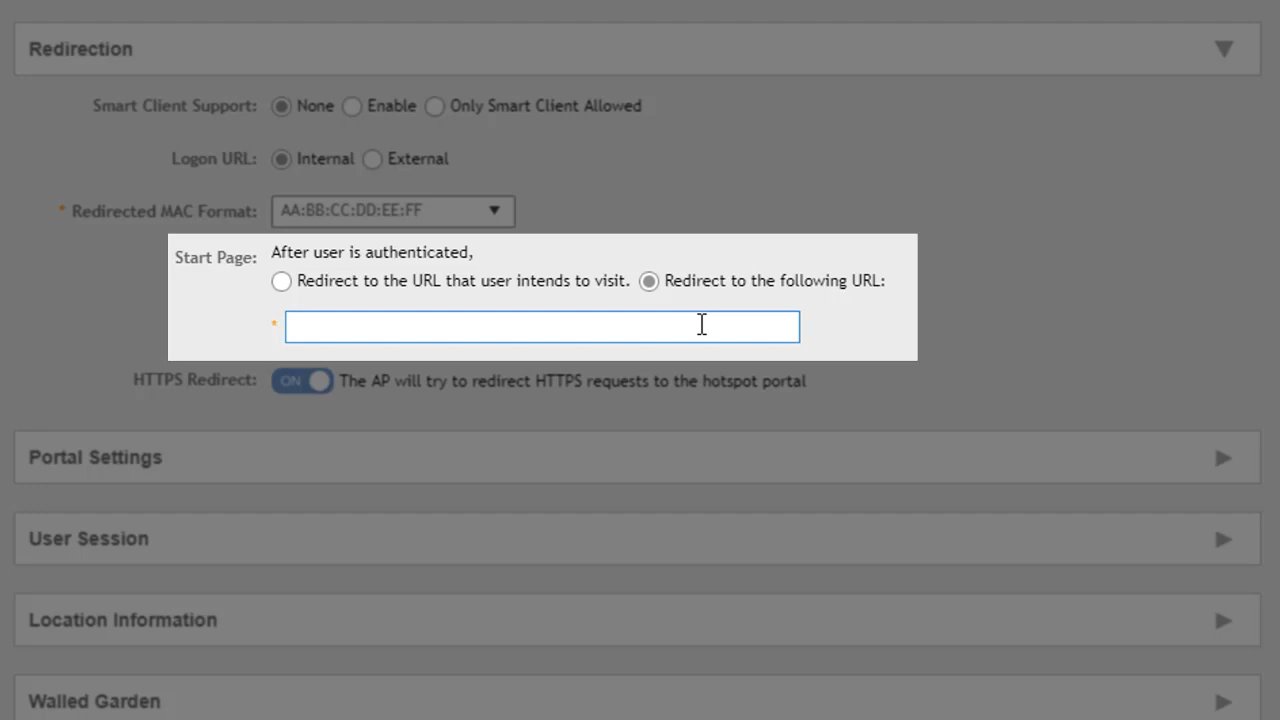 Redirection
Smart Client Support: None Enable Only Smart Client Allowed
Logon URL: Internal External
* Redirected MAC Format: AA:BB:CC:DD:EE:FF
Start Page: After user is authenticated,
Redirect to the URL that user intends to visit. Redirect to the following URL:
*
HTTPS Redirect: ON The AP will try to redirect HTTPS requests to the hotspot portal
Portal Settings
User Session
Location Information
Walled Garden